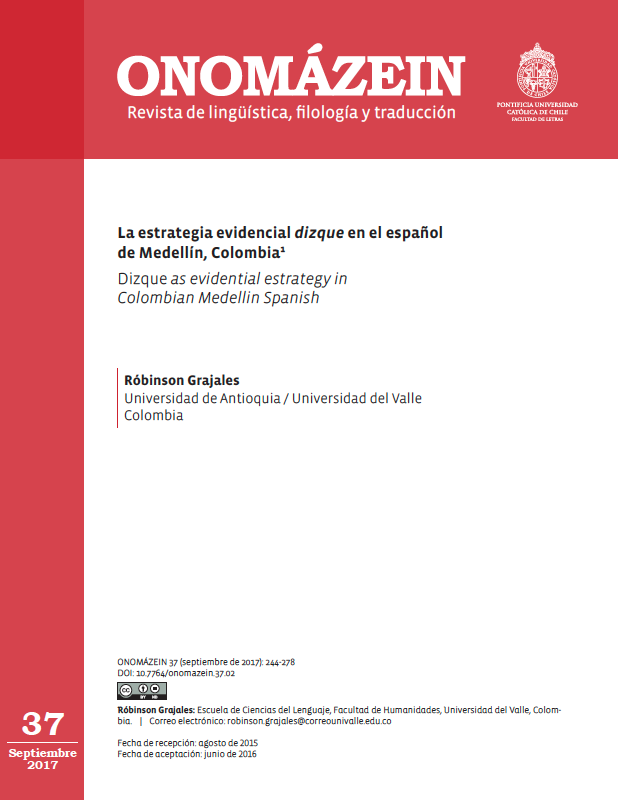 ONOMÁZEIN
Revista de lingüística, filología y traducción
PONTIFICIA UNIVERSIDAD
CATÓLICA DE CHILE
FACULTAD DE LETRAS
La estrategia evidencial dizque en el español
de Medellín, Colombia¹
Dizque as evidential estrategy in
Colombian Medellin Spanish
Róbinson Grajales
Universidad de Antioquia / Universidad del Valle
Colombia
ONOMÁZEIN 37 (septiembre de 2017): 244-278
DOI: 10.7764/onomazein.37.02
cc BY ND
Róbinson Grajales: Escuela de Ciencias del Lenguaje, Facultad de Humanidades, Universidad del Valle, Colom-
bia. | Correo electrónico: robinson.grajales@correounivalle.edu.co
Fecha de recepción: agosto de 2015
Fecha de aceptación: junio de 2016
37
Septiembre
2017